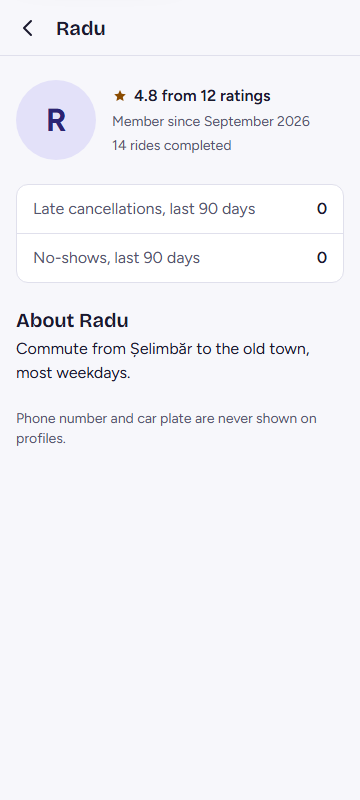 Radu
R
4.8 from 12 ratings
Member since September 2026
14 rides completed
Late cancellations, last 90 days 0
No-shows, last 90 days 0
About Radu
Commute from Șelimbăr to the old town,
most weekdays.
Phone number and car plate are never shown on
profiles.